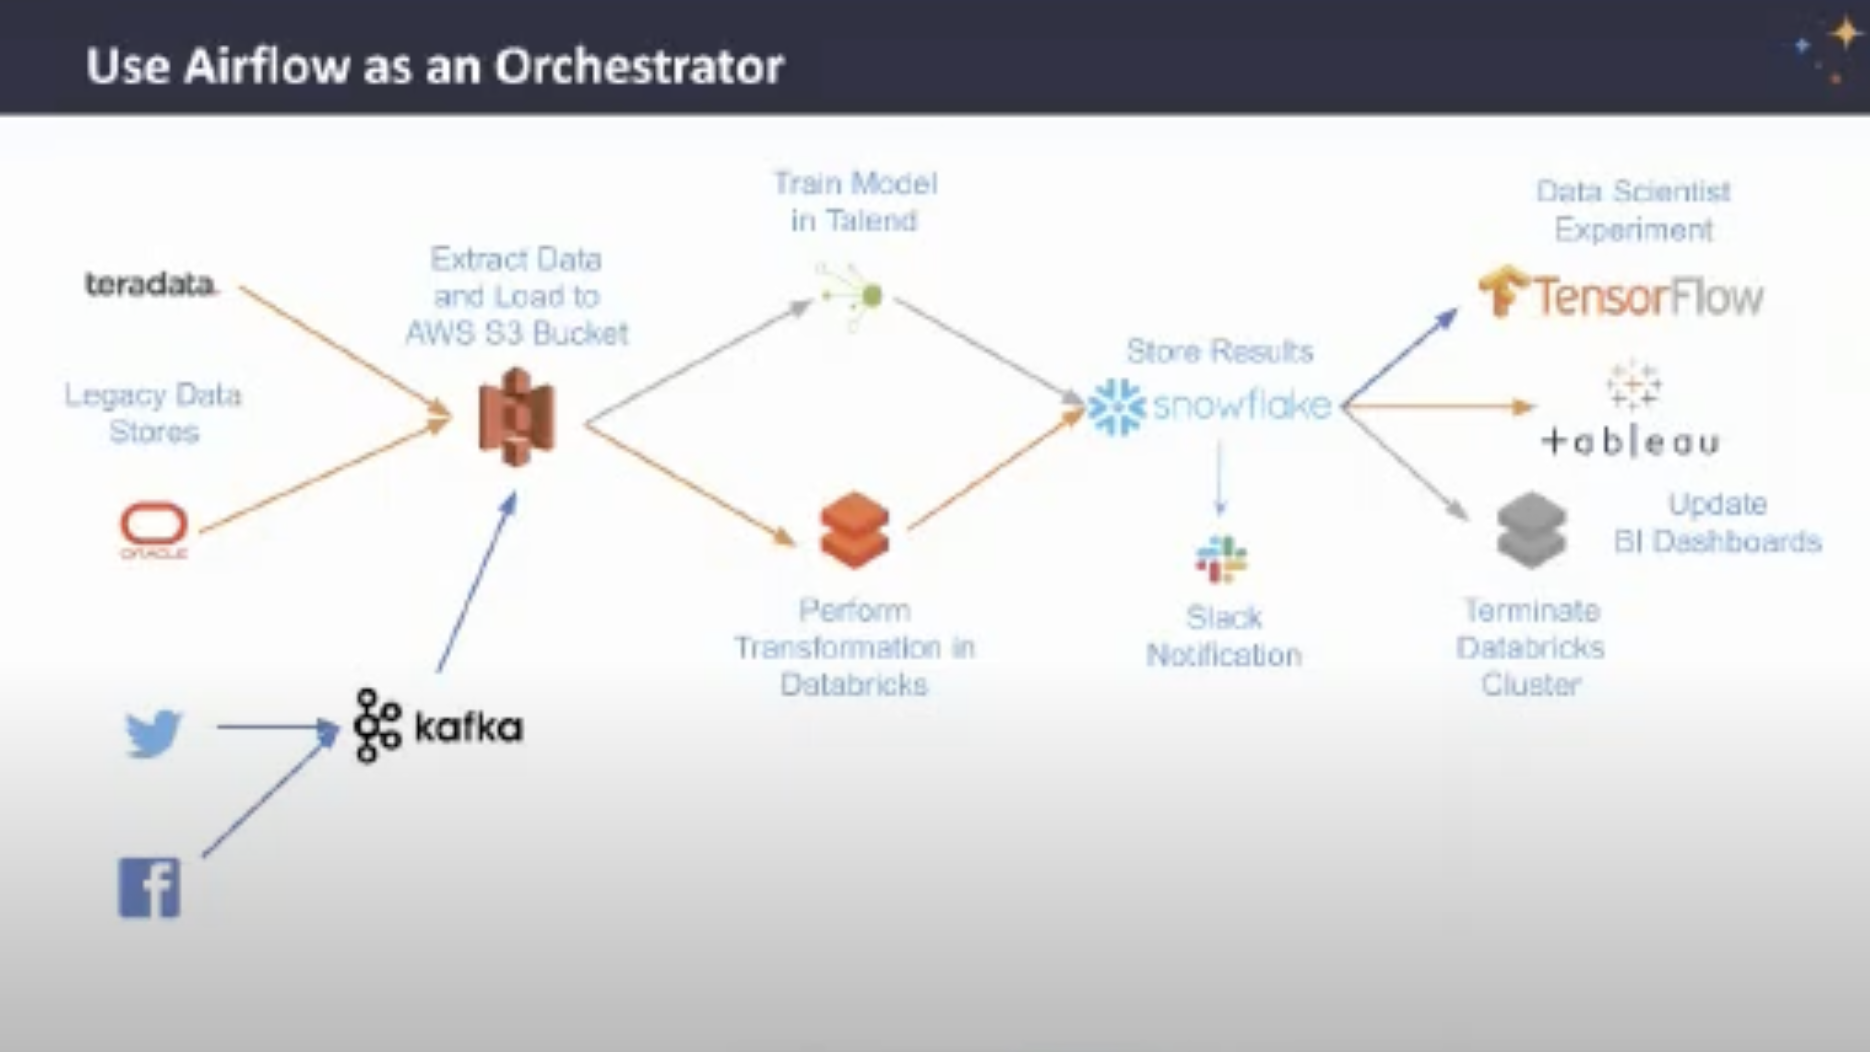 Use Airflow as an Orchestrator
Train Model
in Talend
Data Scientist
Experiment
Extract Data
and Load to
AWS S3 Bucket
teradata
TensorFlow
Store Results
snowflake
Legacy Data
Stores
+ableau
Update
BI Dashboards
ORACLE
Perform
Transformation in
Databricks
Slack
Notification
Terminate
Databricks
Cluster
kafka
f